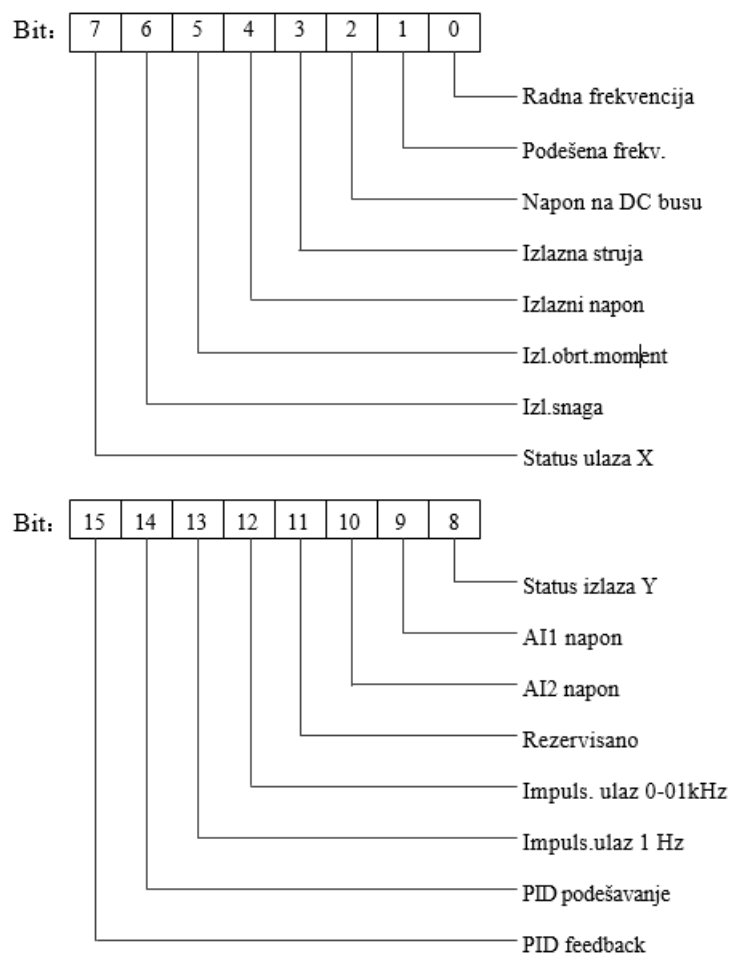 Bit: 7 6 5 4 3 2 1 0
Radna frekvencija
Podešena frekv.
Napon na DC busu
Izlazna struja
Izlazni napon
Izl.obrt.moment
Izl.snaga
Status ulaza X
Bit: 15 14 13 12 11 10 9 8
Status izlaza Y
AI1 napon
AI2 napon
Rezervisano
Impuls. ulaz 0-01kHz
Impuls.ulaz 1 Hz
PID podešavanje
PID feedback